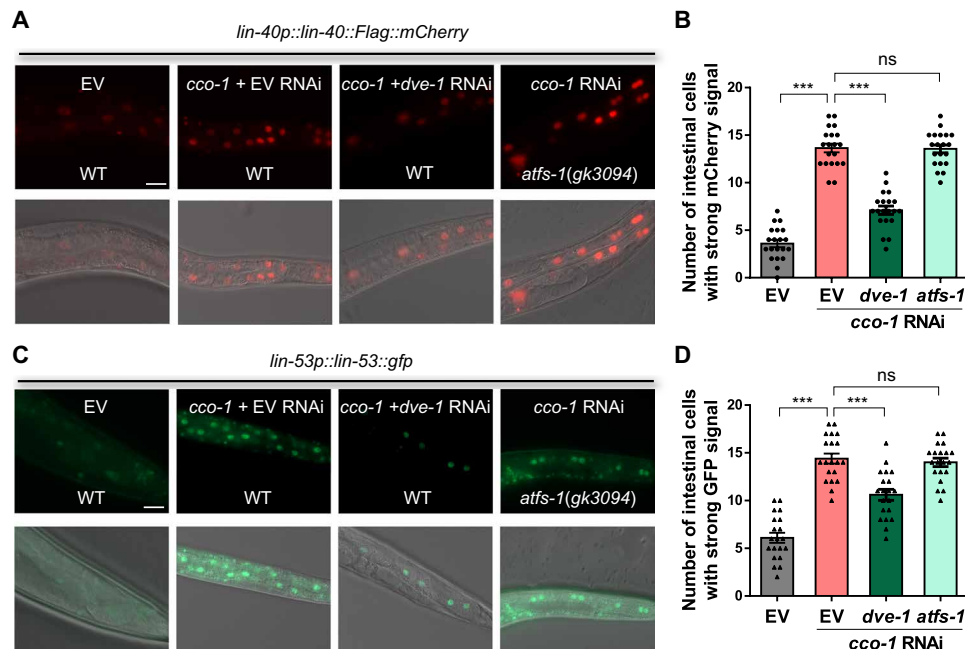 A
lin-40p::lin-40::Flag::mCherry
EV
cco-1 + EV RNAi
cco-1 +dve-1 RNAi
cco-1 RNAi
WT
WT
WT
atfs-1(gk3094)
B
Number of intestinal cells
with strong mCherry signal
20
15
10
5
0
***
***
ns
EV
EV
dve-1
atfs-1
cco-1 RNAi
C
lin-53p::lin-53::gfp
EV
cco-1 + EV RNAi
cco-1 +dve-1 RNAi
cco-1 RNAi
WT
WT
WT
atfs-1(gk3094)
D
Number of intestinal cells
with strong GFP signal
20
15
10
5
0
***
***
ns
EV
EV
dve-1
atfs-1
cco-1 RNAi